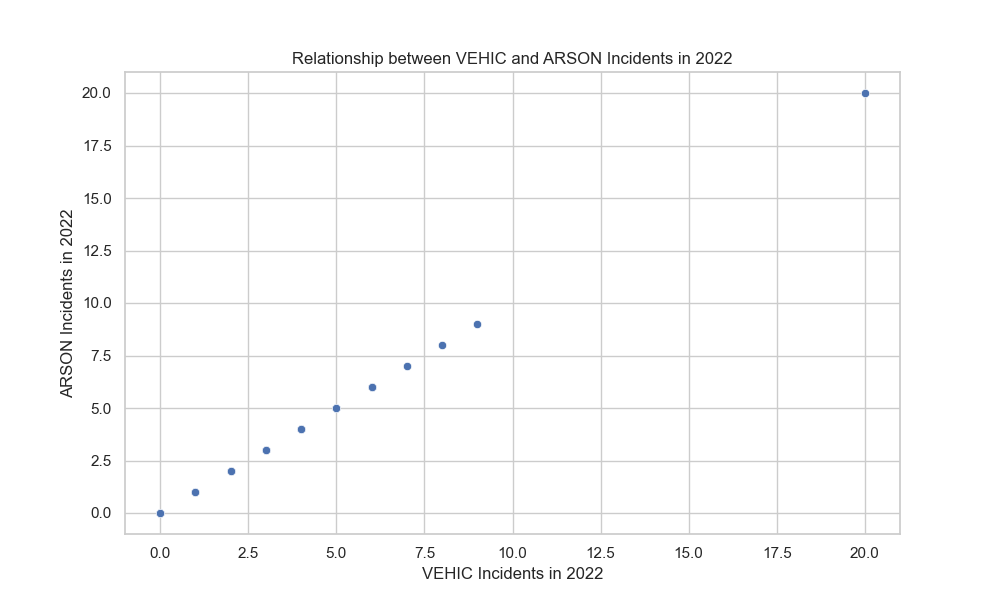 Relationship between VEHIC and ARSON Incidents in 2022
20.0
17.5
15.0
12.5
10.0
7.5
5.0
2.5
0.0
ARSON Incidents in 2022
0.0 2.5 5.0 7.5 10.0 12.5 15.0 17.5 20.0
VEHIC Incidents in 2022